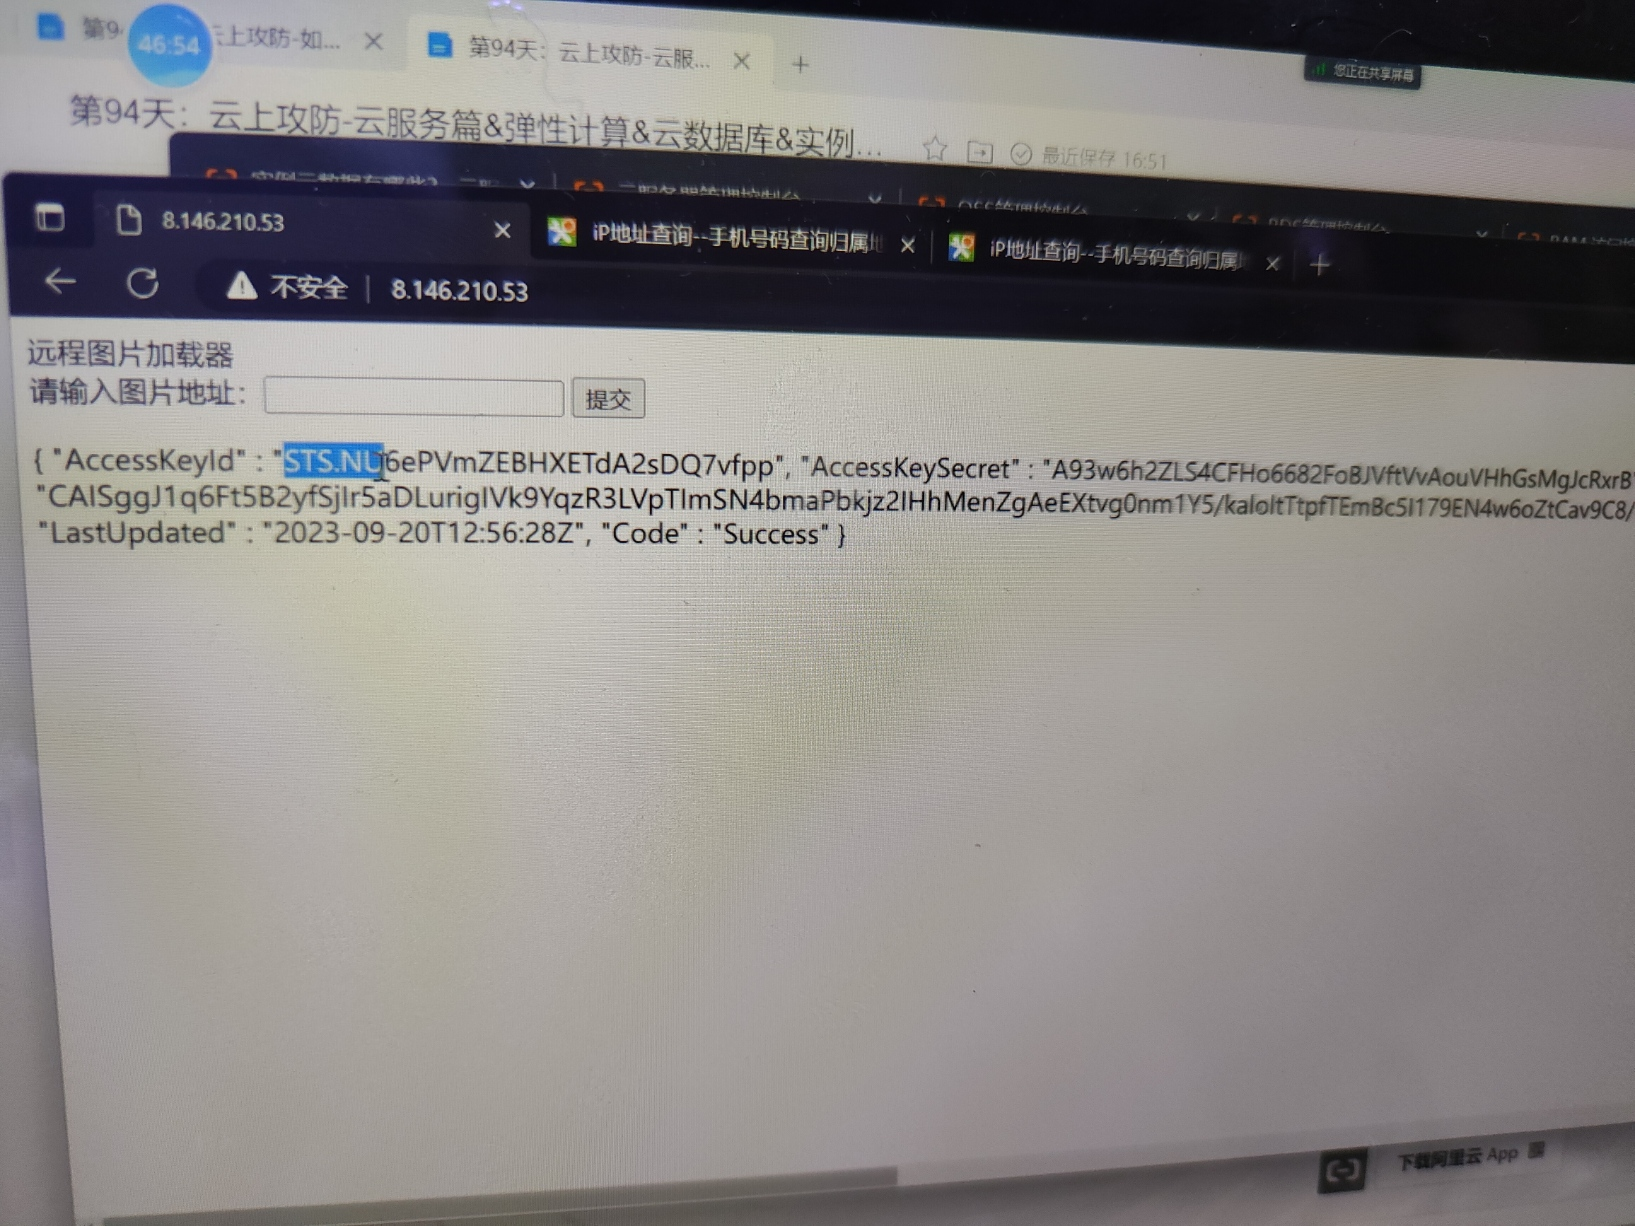 第9
46:54
云上攻防-如...
第94天：云上攻防-云服...
您正在共享屏幕
第94天：云上攻防-云服务篇&弹性计算&云数据库&实例...
最近保存 16:51
8.146.210.53
iP地址查询--手机号码查询归属地
iP地址查询--手机号码查询归属
不安全 | 8.146.210.53
远程图片加载器
请输入图片地址：
提交
{ "AccessKeyId" : "STS.NU6ePVmZEBHXETdA2sDQ7vfpp", "AccessKeySecret" : "A93w6h2ZLS4CFHo6682FoBJVftVvAouVHhGsMgJcRxrB"
"CAISggJ1q6Ft5B2yfSjIr5aDLurigIVk9YqzR3LVpTImSN4bmaPbkjz2IHhMenZgAeEXtvg0nm1Y5/kaloItTtpfTEmBc5I179EN4w6oZtCav9C8/
"LastUpdated" : "2023-09-20T12:56:28Z", "Code" : "Success" }
下载阿里云 App